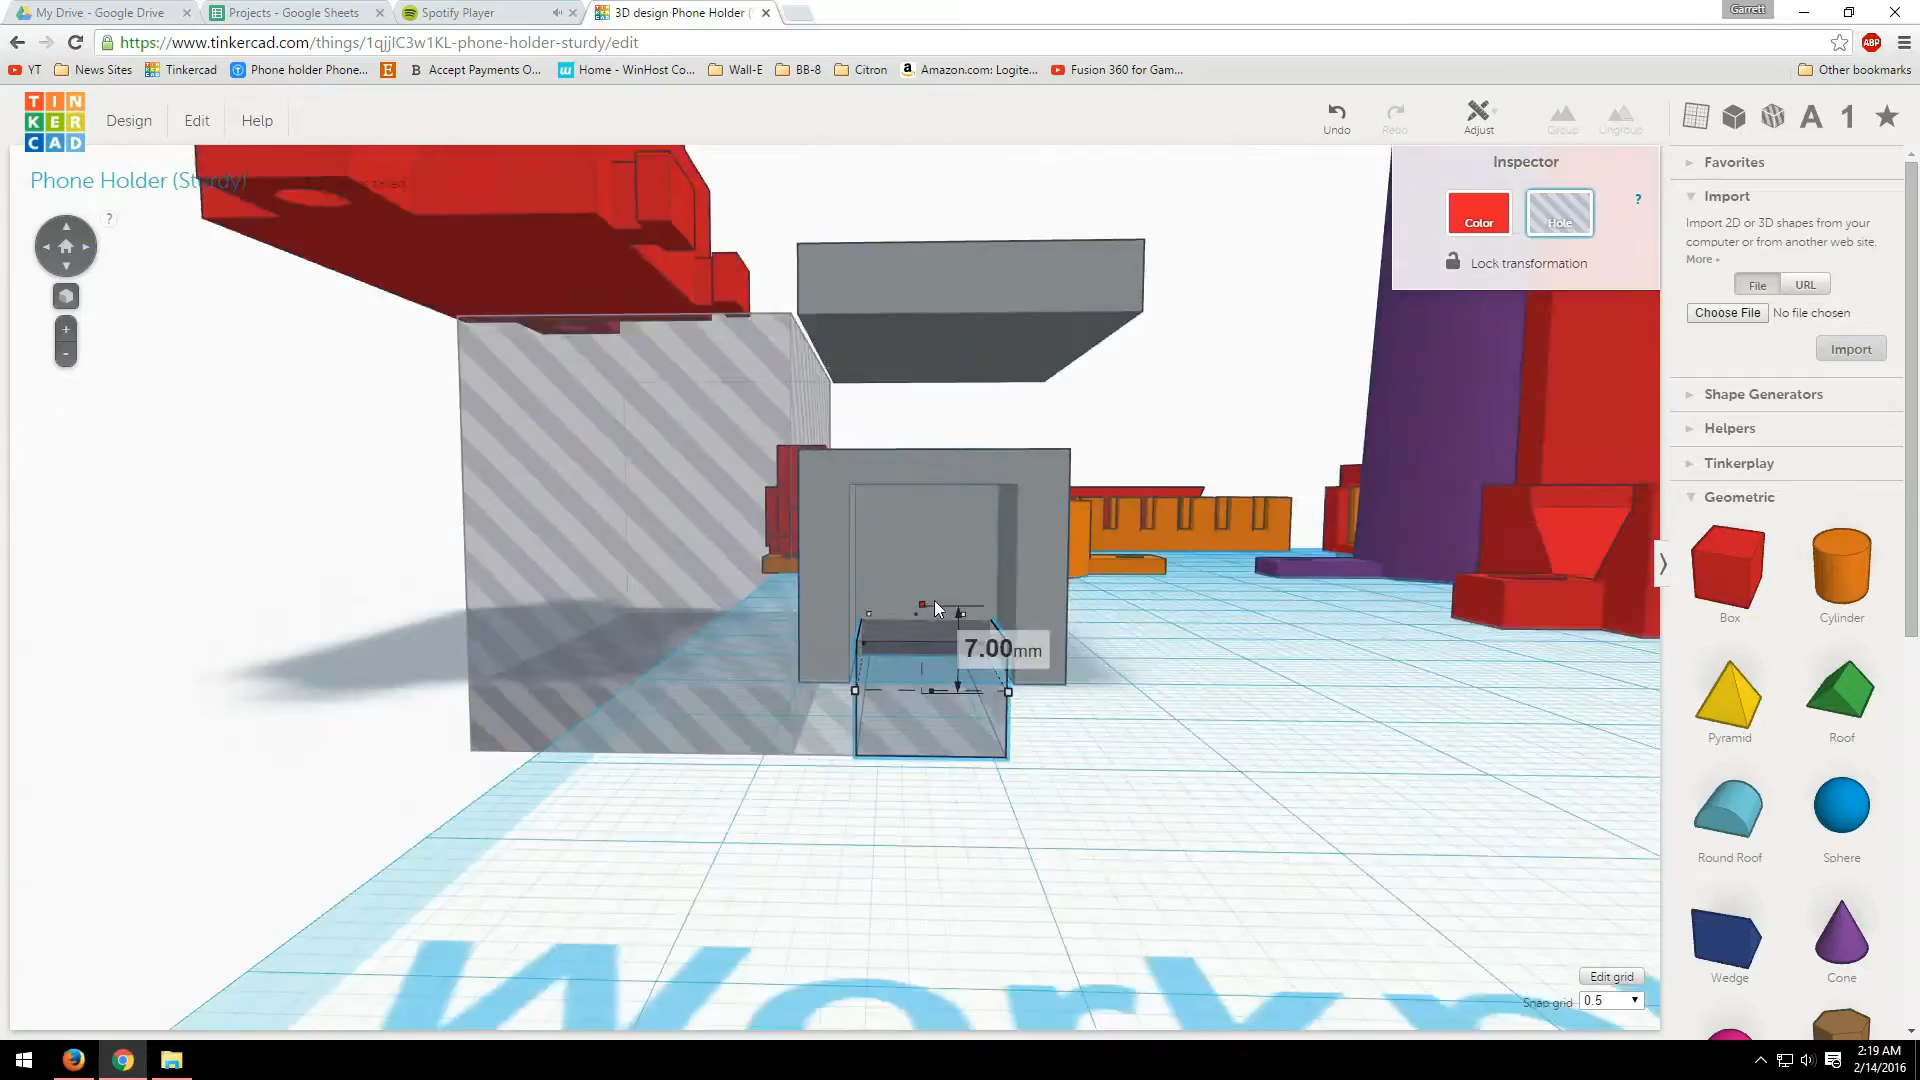 My Drive - Google Drive
Projects - Google Sheets
Spotify Player
3D design Phone Holder (
Garrett
https://www.tinkercad.com/things/1qjjIC3w1KL-phone-holder-sturdy/edit
ABP
YT
News Sites
Tinkercad
Phone holder Phone...
E
B Accept Payments O...
W Home - WinHost Co...
Wall-E
BB-8
Citron
a Amazon.com: Logite...
Fusion 360 for Gam...
Other bookmarks
TIN
KER
CAD
Design
Edit
Help
Undo
Redo
Adjust
Group
Ungroup
A
1
Phone Holder (Sturdy)
?
+
-
Inspector
Color
Hole
?
Lock transformation
7.00mm
Workp
Edit grid
Snap grid
0.5
Favorites
Import
Import 2D or 3D shapes from your
computer or from another web site.
More »
File
URL
Choose File
No file chosen
Import
Shape Generators
Helpers
Tinkerplay
Geometric
Box
Cylinder
Pyramid
Roof
Round Roof
Sphere
Wedge
Cone
2:19 AM
2/14/2016